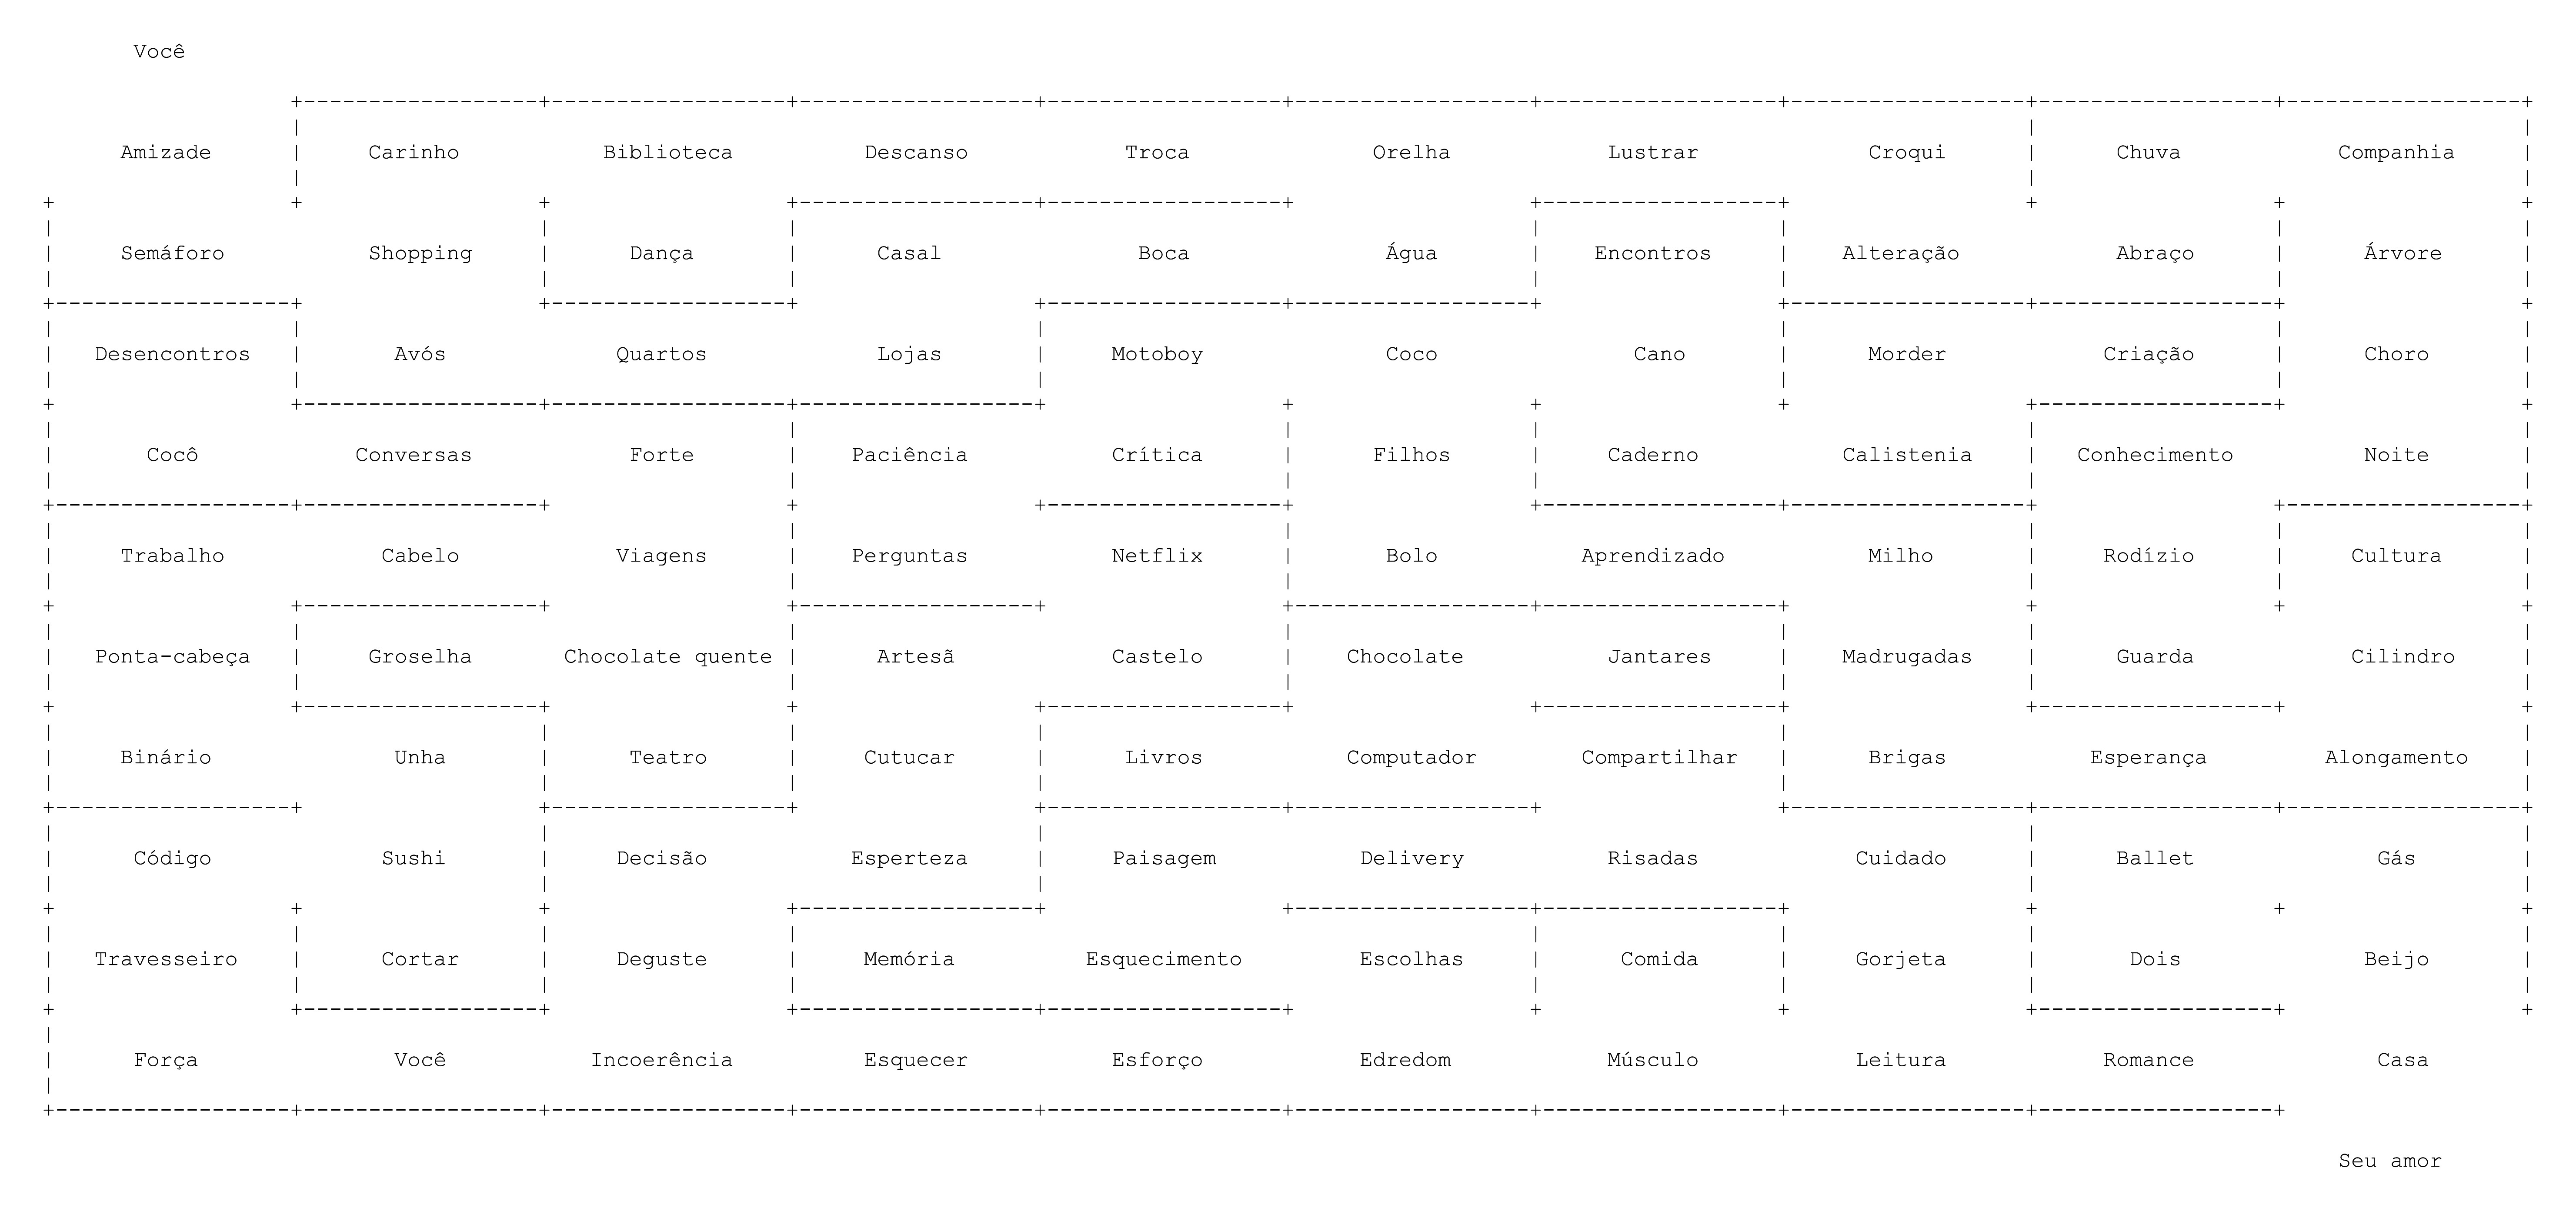 Você
Amizade Carinho Biblioteca Descanso Troca Orelha Lustrar Croqui Chuva Companhia
Semáforo Shopping Dança Casal Boca Água Encontros Alteração Abraço Árvore
Desencontros Avós Quartos Lojas Motoboy Coco Cano Morder Criação Choro
Cocô Conversas Forte Paciência Crítica Filhos Caderno Calistenia Conhecimento Noite
Trabalho Cabelo Viagens Perguntas Netflix Bolo Aprendizado Milho Rodízio Cultura
Ponta-cabeça Groselha Chocolate quente Artesã Castelo Chocolate Jantares Madrugadas Guarda Cilindro
Binário Unha Teatro Cutucar Livros Computador Compartilhar Brigas Esperança Alongamento
Código Sushi Decisão Esperteza Paisagem Delivery Risadas Cuidado Ballet Gás
Travesseiro Cortar Deguste Memória Esquecimento Escolhas Comida Gorjeta Dois Beijo
Força Você Incoerência Esquecer Esforço Edredom Músculo Leitura Romance Casa
Seu amor